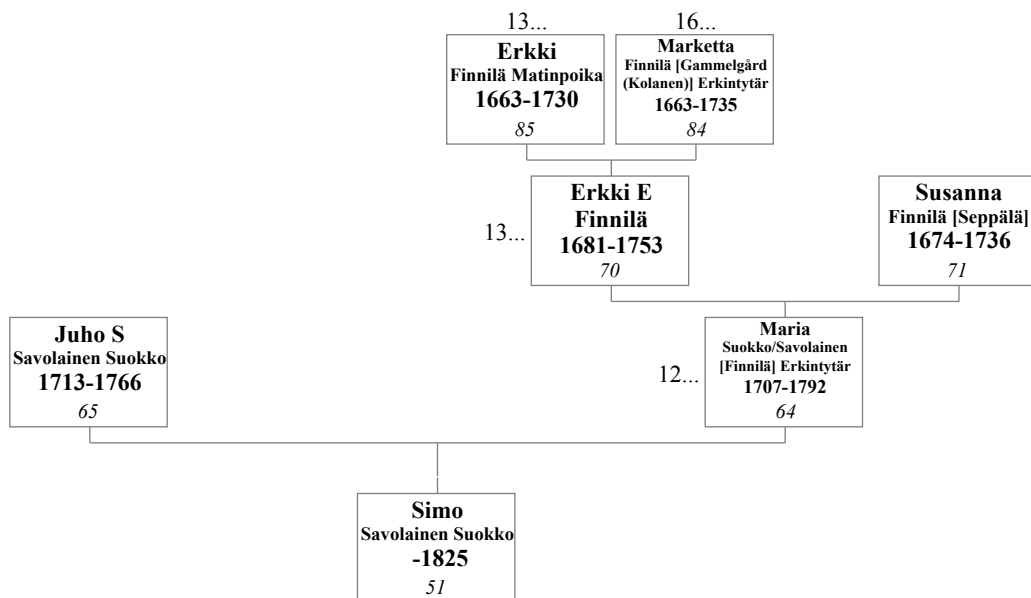 13...
16...
Erkki
Finnilä Matinpoika
1663-1730
85
Marketta
Finnilä [Gammelgård
(Kolanen)] Erkintytär
1663-1735
84
13...
Erkki E
Finnilä
1681-1753
70
Susanna
Finnilä [Seppälä]
1674-1736
71
Juho S
Savolainen Suokko
1713-1766
65
12...
Maria
Suokko/Savolainen
[Finnilä] Erkintytär
1707-1792
64
Simo
Savolainen Suokko
-1825
51